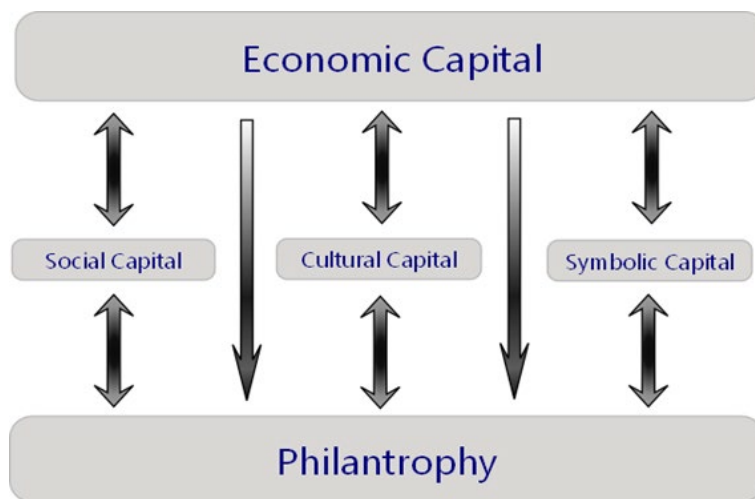 Economic Capital
Social Capital
Cultural Capital
Symbolic Capital
Philantrophy